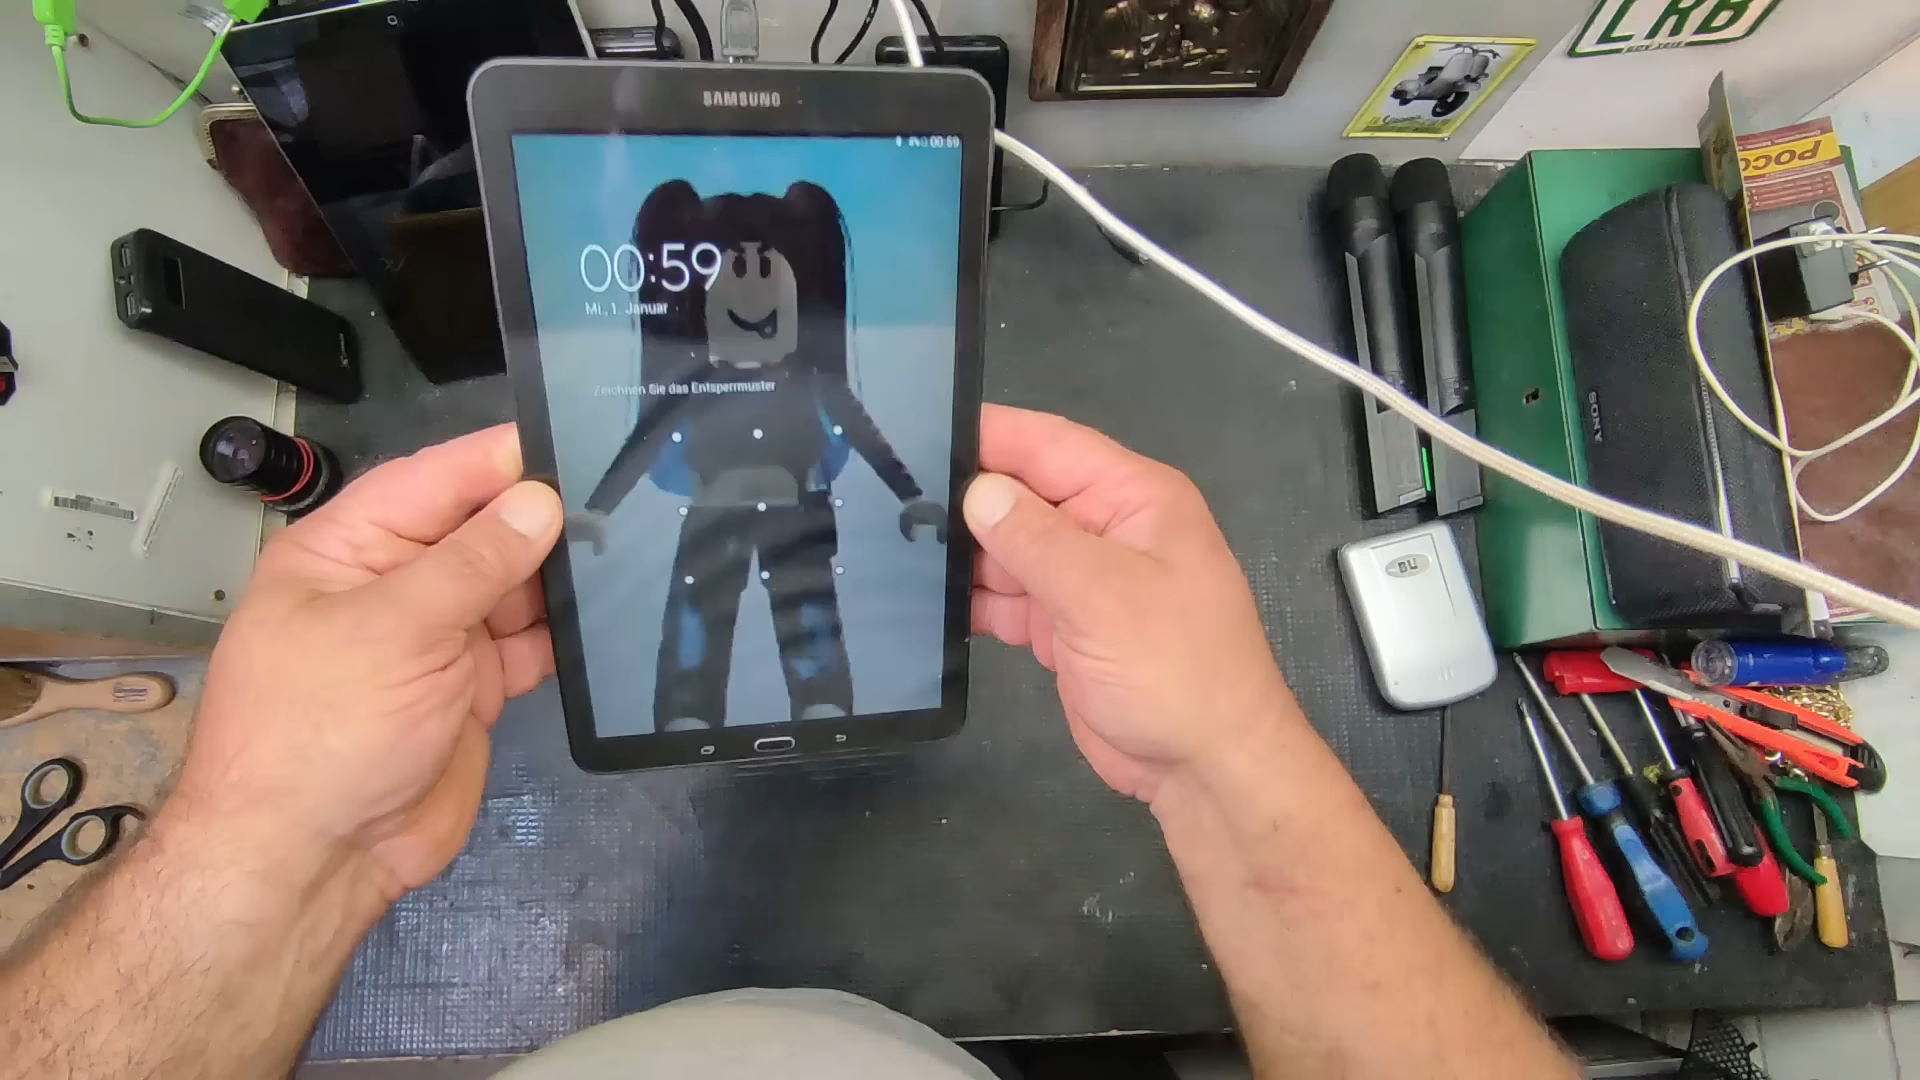 SAMSUNG
00:59
00:59
Mi., 1. Januar
Zeichnen Sie das Entsperrmuster
LRB
POCO
SONY
BU